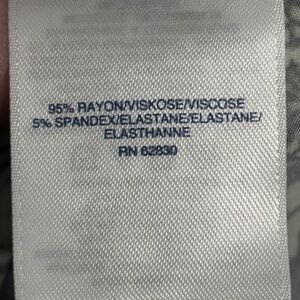 95% RAYON/VISKOSE/VISCOSE
5% SPANDEX/ELASTANE/ELASTANE/
ELASTHANNE
RN 62830